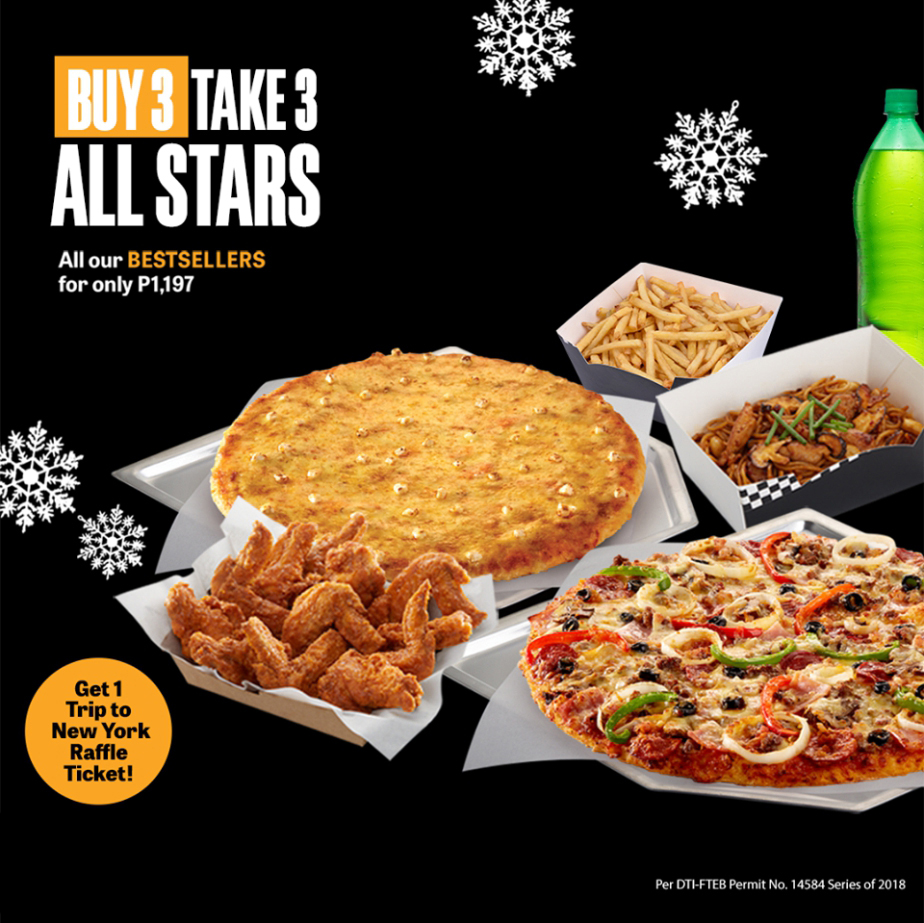 BUY 3 TAKE 3
ALL STARS
All our BESTSELLERS
for only P1,197
Get 1
Trip to
New York
Raffle
Ticket!
Per DTI-FTEB Permit No. 14584 Series of 2018